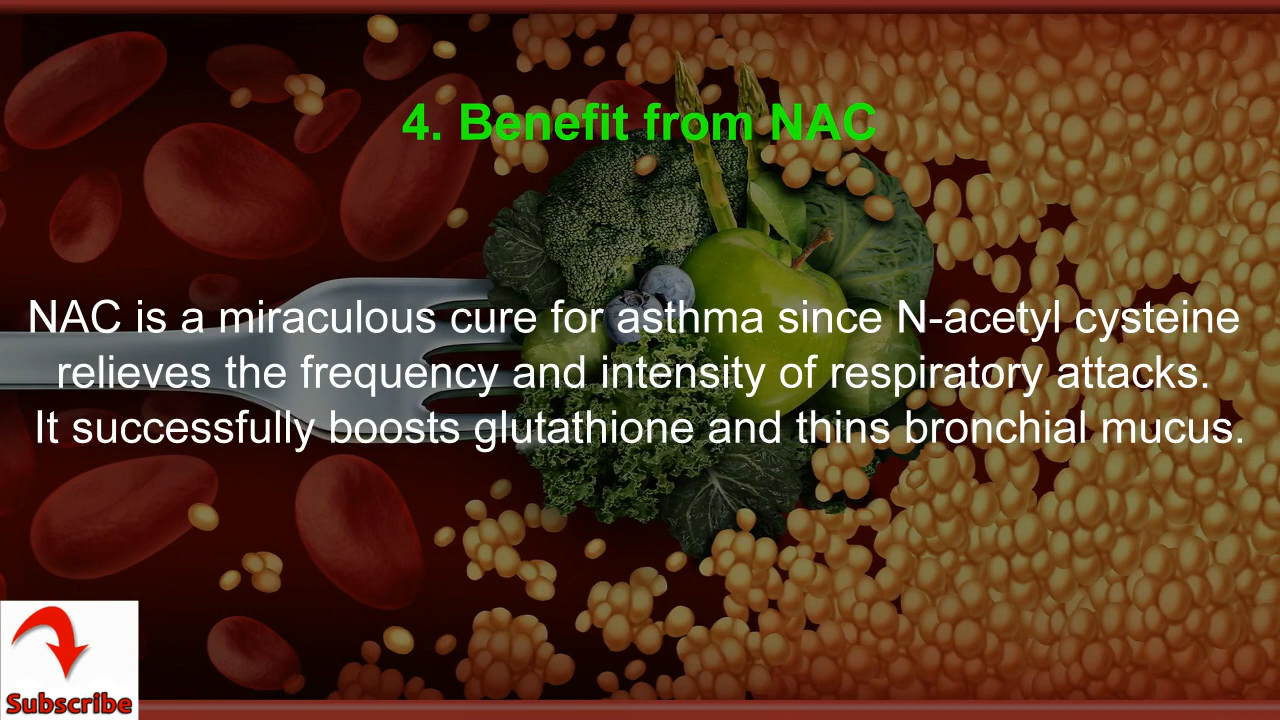 4. Benefit from NAC
NAC is a miraculous cure for asthma since N-acetyl cysteine
relieves the frequency and intensity of respiratory attacks.
It successfully boosts glutathione and thins bronchial mucus.
Subscribe